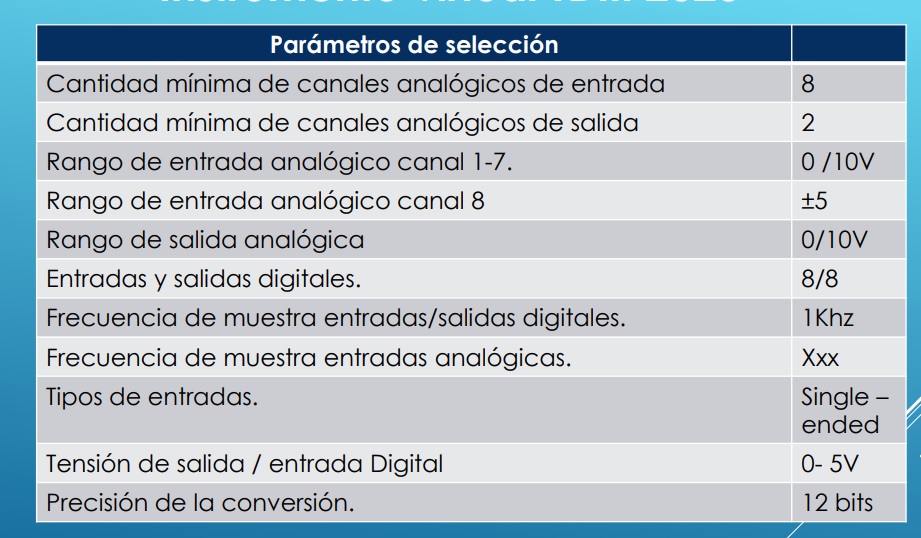 Parámetros de selección
Cantidad mínima de canales analógicos de entrada 8
Cantidad mínima de canales analógicos de salida 2
Rango de entrada analógico canal 1-7. 0 /10V
Rango de entrada analógico canal 8 ±5
Rango de salida analógica 0/10V
Entradas y salidas digitales. 8/8
Frecuencia de muestra entradas/salidas digitales. 1Khz
Frecuencia de muestra entradas analógicas. Xxx
Tipos de entradas. Single –
ended
Tensión de salida / entrada Digital 0- 5V
Precisión de la conversión. 12 bits